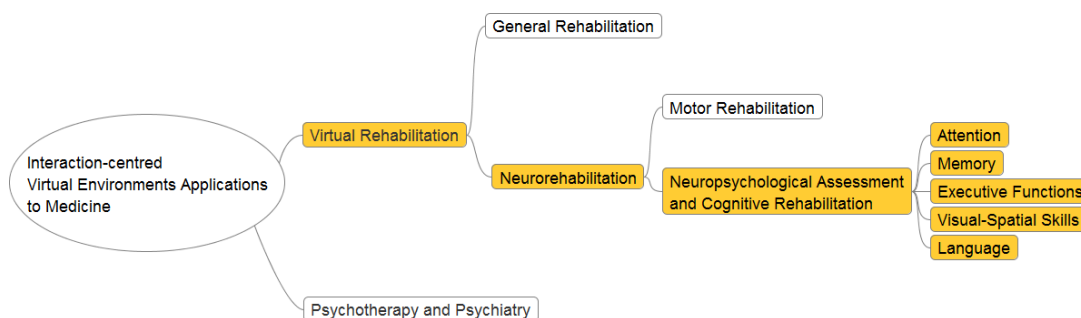 General Rehabilitation
Motor Rehabilitation
Virtual Rehabilitation
Attention
Interaction-centred
Virtual Environments Applications
to Medicine
Memory
Neurorehabilitation
Neuropsychological Assessment
and Cognitive Rehabilitation
Executive Functions
Visual-Spatial Skills
Language
Psychotherapy and Psychiatry